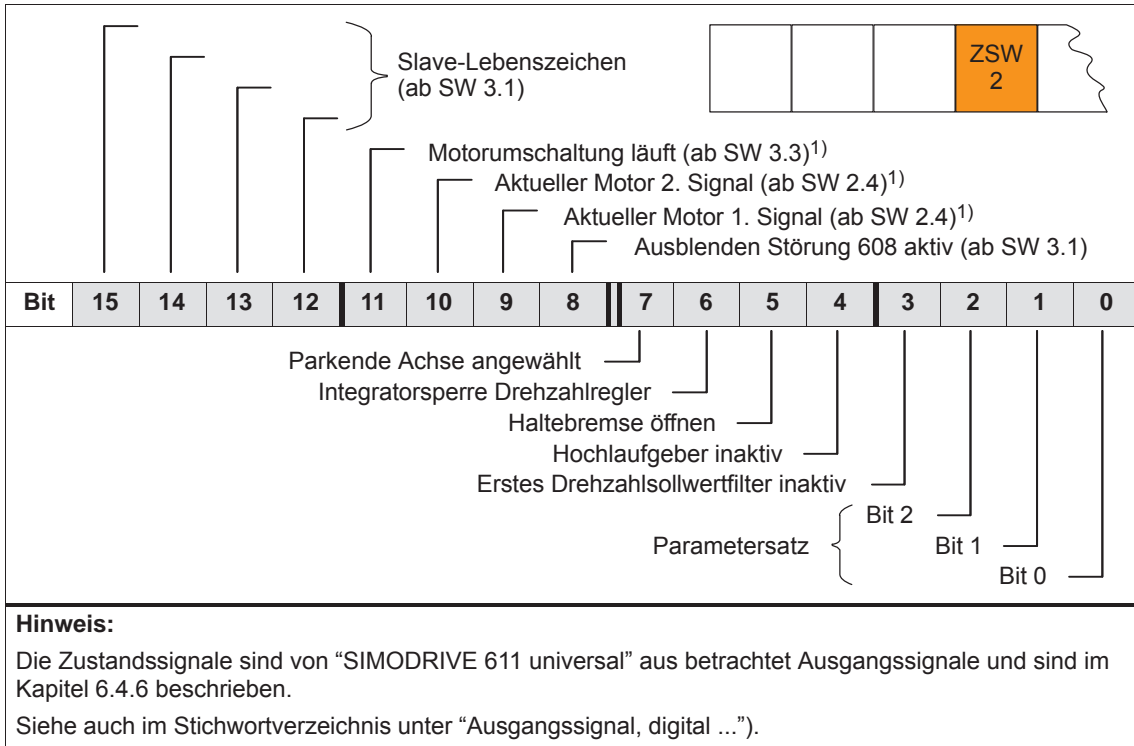 Slave-Lebenszeichen
(ab SW 3.1)
ZSW
2
Motorumschaltung läuft (ab SW 3.3)1)
Aktueller Motor 2. Signal (ab SW 2.4)1)
Aktueller Motor 1. Signal (ab SW 2.4)1)
Ausblenden Störung 608 aktiv (ab SW 3.1)
Bit 15 14 13 12 11 10 9 8 7 6 5 4 3 2 1 0
Parkende Achse angewählt
Integratorsperre Drehzahlregler
Haltebremse öffnen
Hochlaufgeber inaktiv
Erstes Drehzahlsollwertfilter inaktiv
Bit 2
Parametersatz Bit 1
Bit 0
Hinweis:
Die Zustandssignale sind von “SIMODRIVE 611 universal” aus betrachtet Ausgangssignale und sind im
Kapitel 6.4.6 beschrieben.
Siehe auch im Stichwortverzeichnis unter “Ausgangssignal, digital ...”).